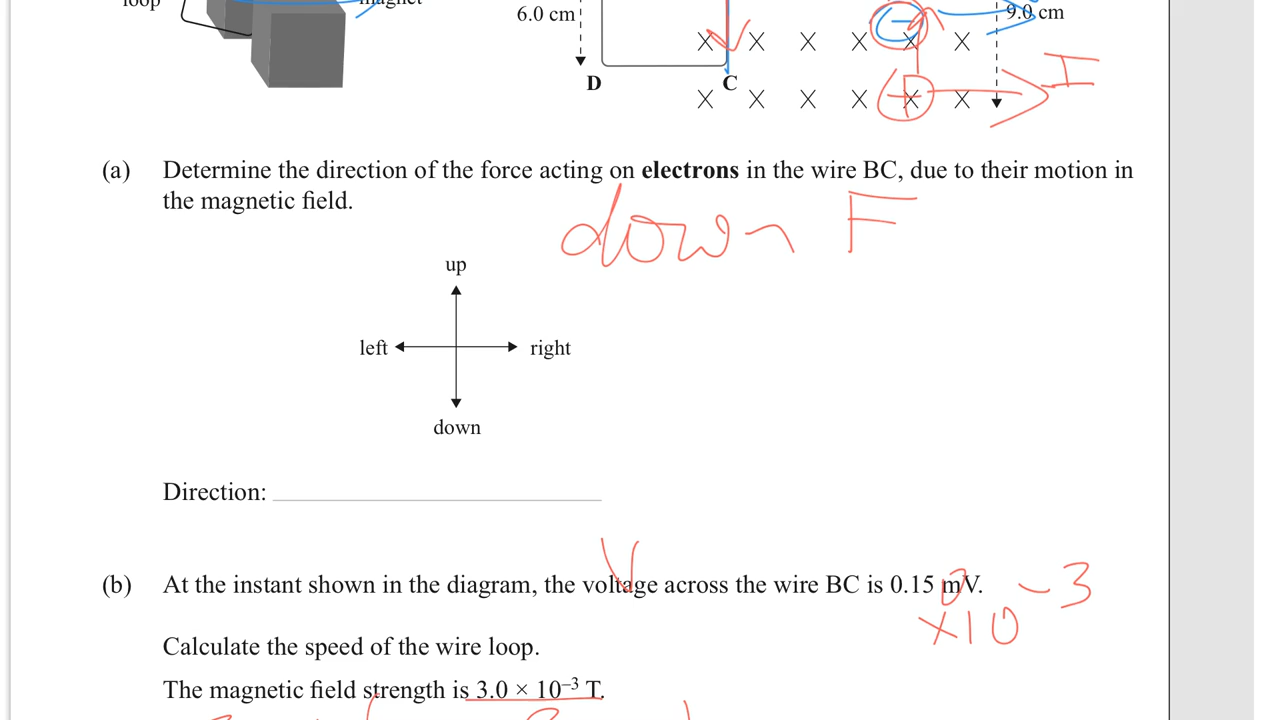 loop
magnet
6.0 cm
9.0 cm
X X X X X X
D
C
X X X X X X
I
(a) Determine the direction of the force acting on electrons in the wire BC, due to their motion in
the magnetic field.
down F
up
left
right
down
Direction:
V
(b) At the instant shown in the diagram, the voltage across the wire BC is 0.15 mV.
×10 -3
Calculate the speed of the wire loop.
The magnetic field strength is 3.0 × 10⁻³ T.